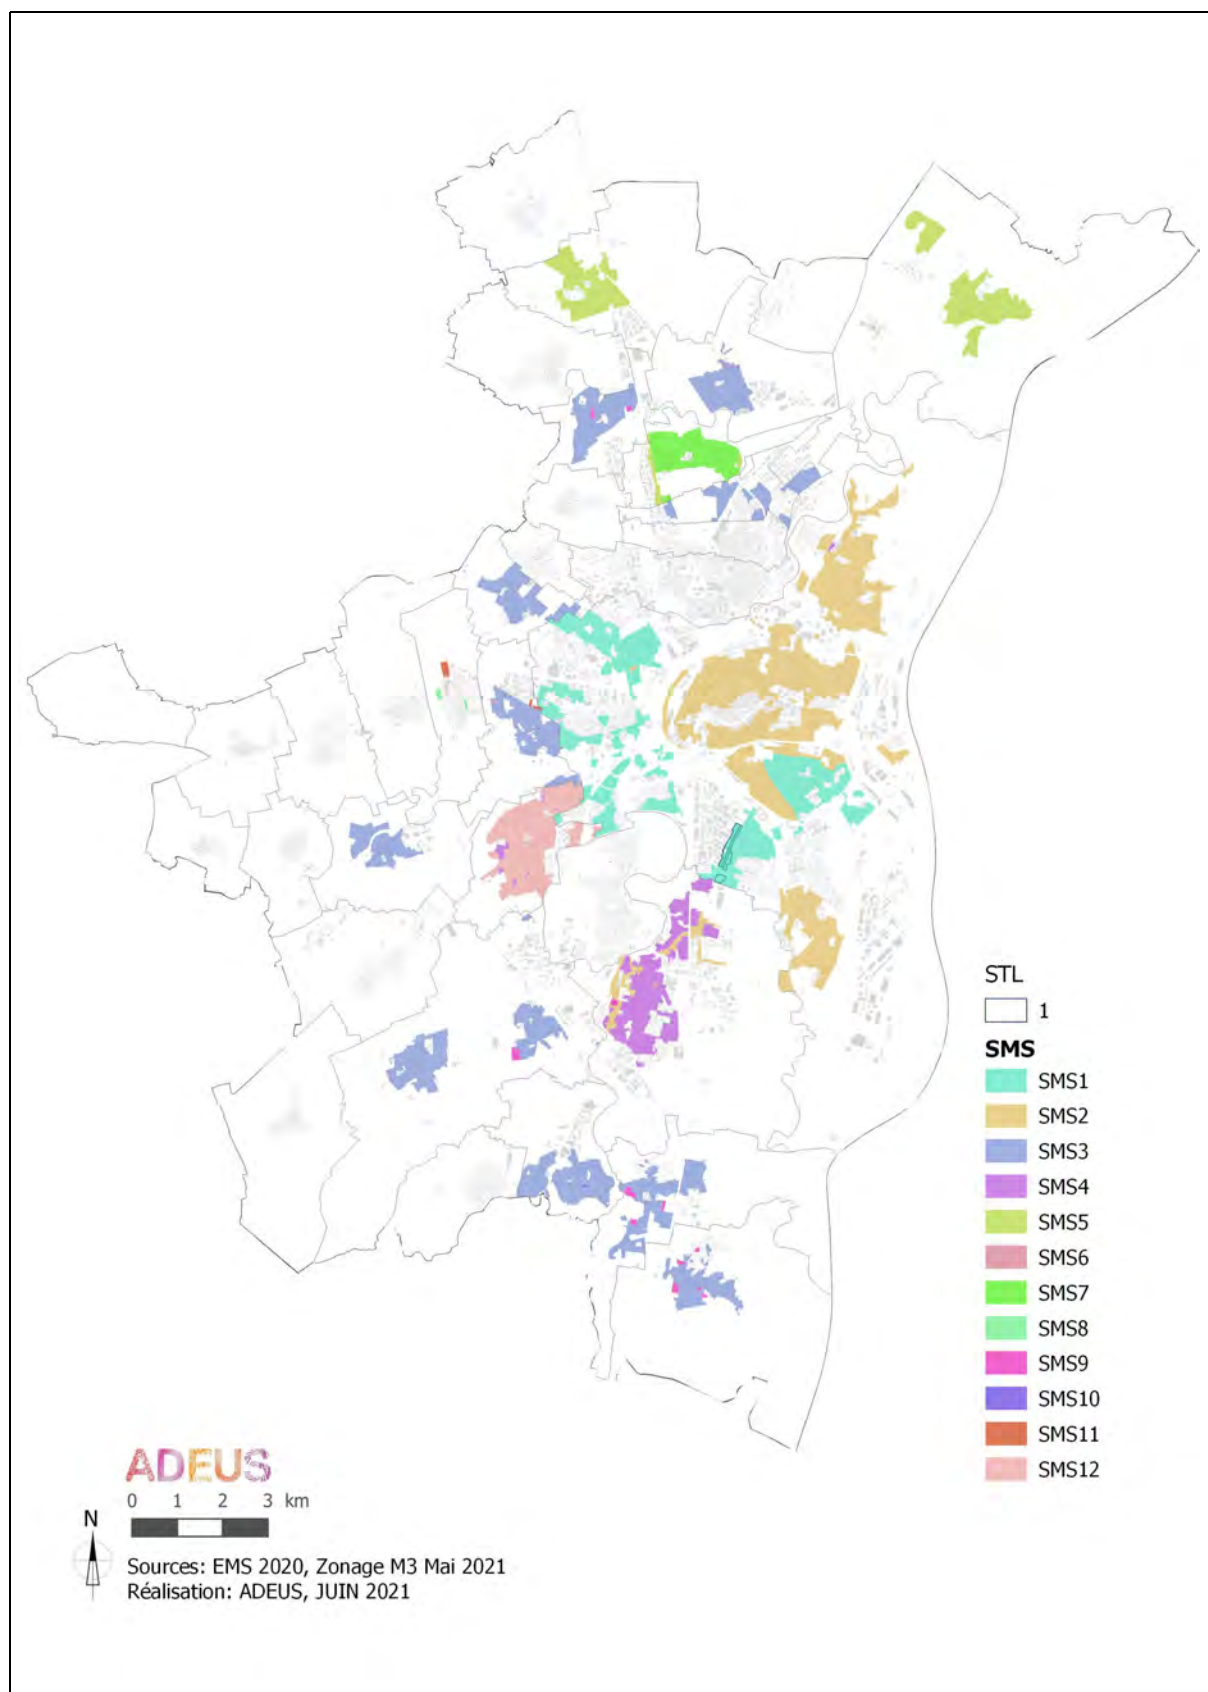 STL
1
SMS
SMS1
SMS2
SMS3
SMS4
SMS5
SMS6
SMS7
SMS8
SMS9
SMS10
SMS11
SMS12
ADEUS
0 1 2 3 km
N
Sources: EMS 2020, Zonage M3 Mai 2021
Réalisation: ADEUS, JUIN 2021